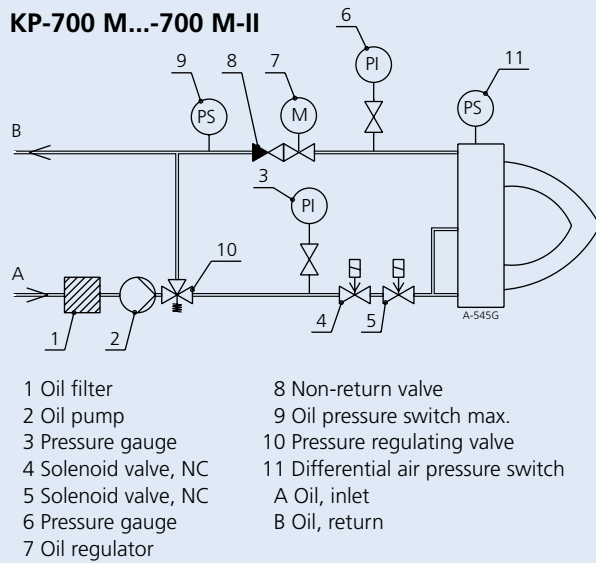 KP-700 M...-700 M-II
6
9
8
7
11
PI
PS
M
PS
B
3
PI
10
A
1
2
4
5
A-545G
1 Oil filter
2 Oil pump
3 Pressure gauge
4 Solenoid valve, NC
5 Solenoid valve, NC
6 Pressure gauge
7 Oil regulator
8 Non-return valve
9 Oil pressure switch max.
10 Pressure regulating valve
11 Differential air pressure switch
A Oil, inlet
B Oil, return